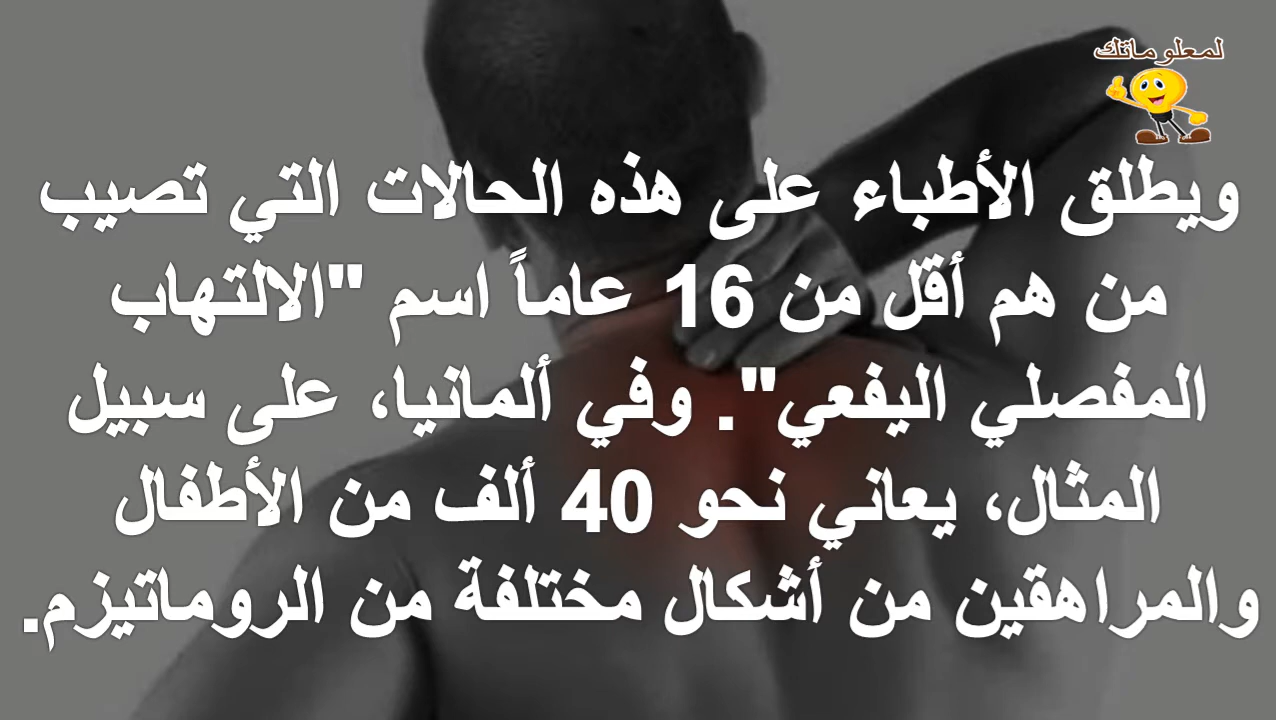 لمعلوماتك
ويطلق الأطباء على هذه الحالات التي تصيب
من هم أقل من 16 عاماً اسم "الالتهاب
المفصلي اليفعي". وفي ألمانيا، على سبيل
المثال، يعاني نحو 40 ألف من الأطفال
والمراهقين من أشكال مختلفة من الروماتيزم.